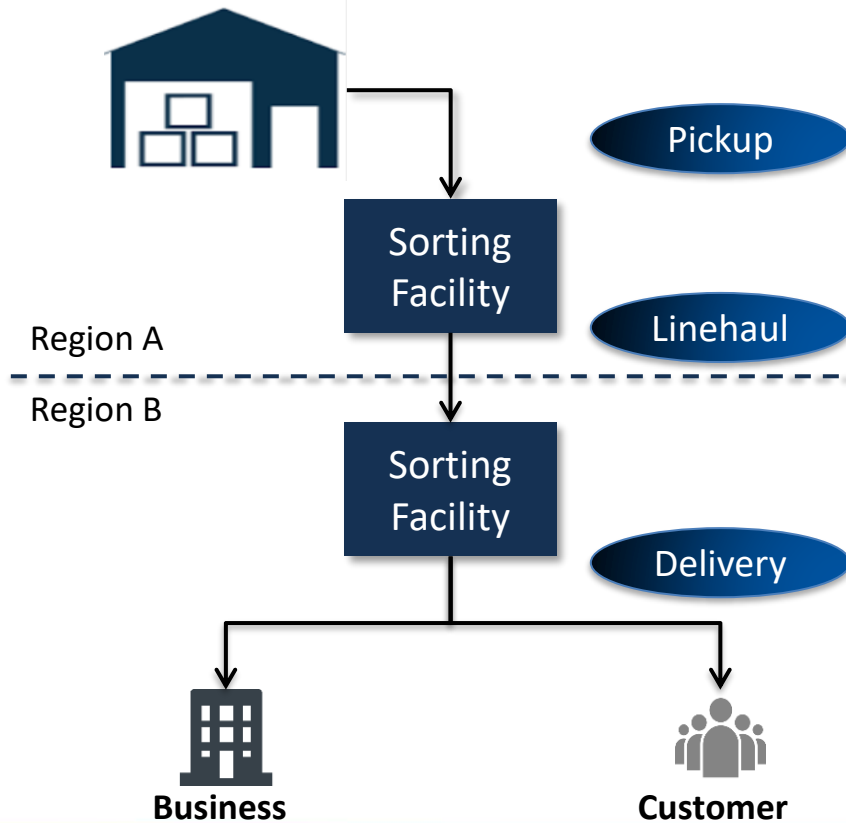 Pickup
Sorting
Facility
Linehaul
Region A
Region B
Sorting
Facility
Delivery
Business
Customer